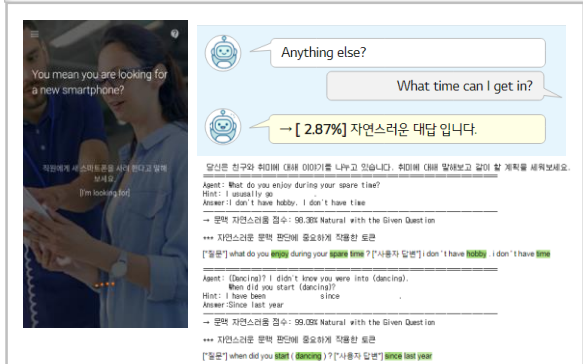 You mean you are looking for
a new smartphone?
직원에게 새 스마트폰을 사려 한다고 말해
보세요.
[I'm looking for]
Anything else?
What time can I get in?
→ [ 2.87%] 자연스러운 대답 입니다.
당신은 친구와 취미에 대해 이야기를 나누고 있습니다. 취미에 대해 말해보고 같이 할 계획을 세워보세요.
Agent: What do you enjoy during your spare time?
Hint: I ususally go .
Answer:I don't have hobby. I don't have time
→ 문맥 자연스러움 점수: 98.38% Natural with the Given Question
*** 자연스러운 문맥 판단에 중요하게 작용한 토큰
["질문"] what do you enjoy during your spare time ? ["사용자 답변"] i don ' t have hobby . i don ' t have time
Agent: (Dancing)? I didn't know you were into (dancing).
When did you start (dancing)?
Hint: I have been since .
Answer:Since last year
→ 문맥 자연스러움 점수: 99.09% Natural with the Given Question
*** 자연스러운 문맥 판단에 중요하게 작용한 토큰
["질문"] when did you start ( dancing ) ? ["사용자 답변"] since last year